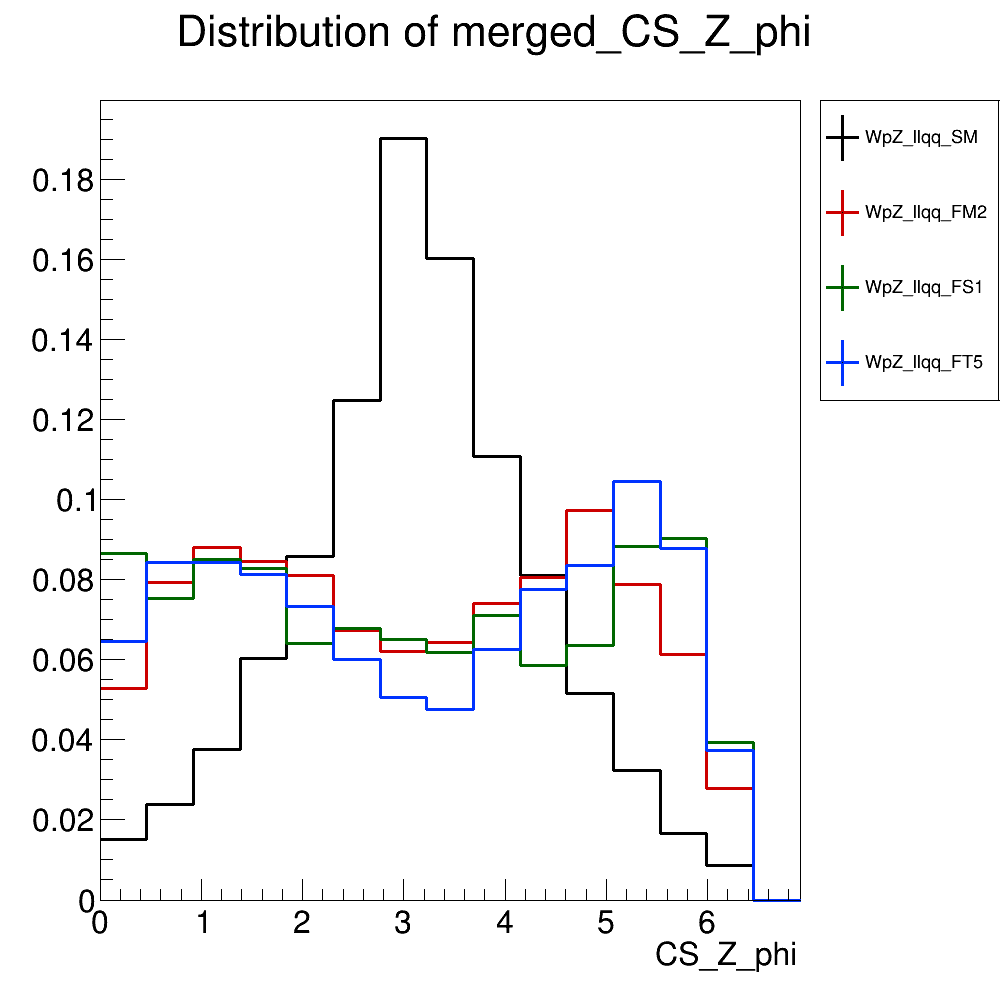 Distribution of merged_CS_Z_phi
WpZ_llqq_SM
WpZ_llqq_FM2
WpZ_llqq_FS1
WpZ_llqq_FT5
0.18
0.16
0.14
0.12
0.1
0.08
0.06
0.04
0.02
0
0 1 2 3 4 5 6
CS_Z_phi